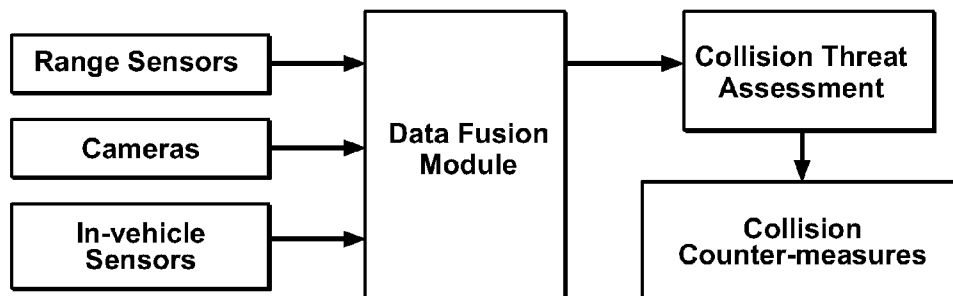 Range Sensors
Cameras
In-vehicle
Sensors
Data Fusion
Module
Collision Threat
Assessment
Collision
Counter-measures